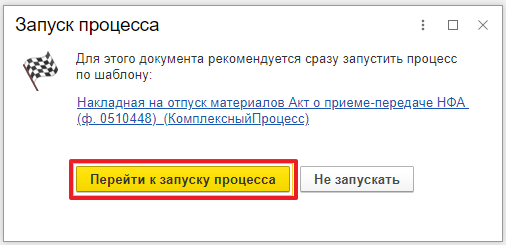 Запуск процесса
Для этого документа рекомендуется сразу запустить процесс
по шаблону:
Накладная на отпуск материалов Акт о приеме-передаче НФА
(ф. 0510448) (КомплексныйПроцесс)
Перейти к запуску процесса
Не запускать